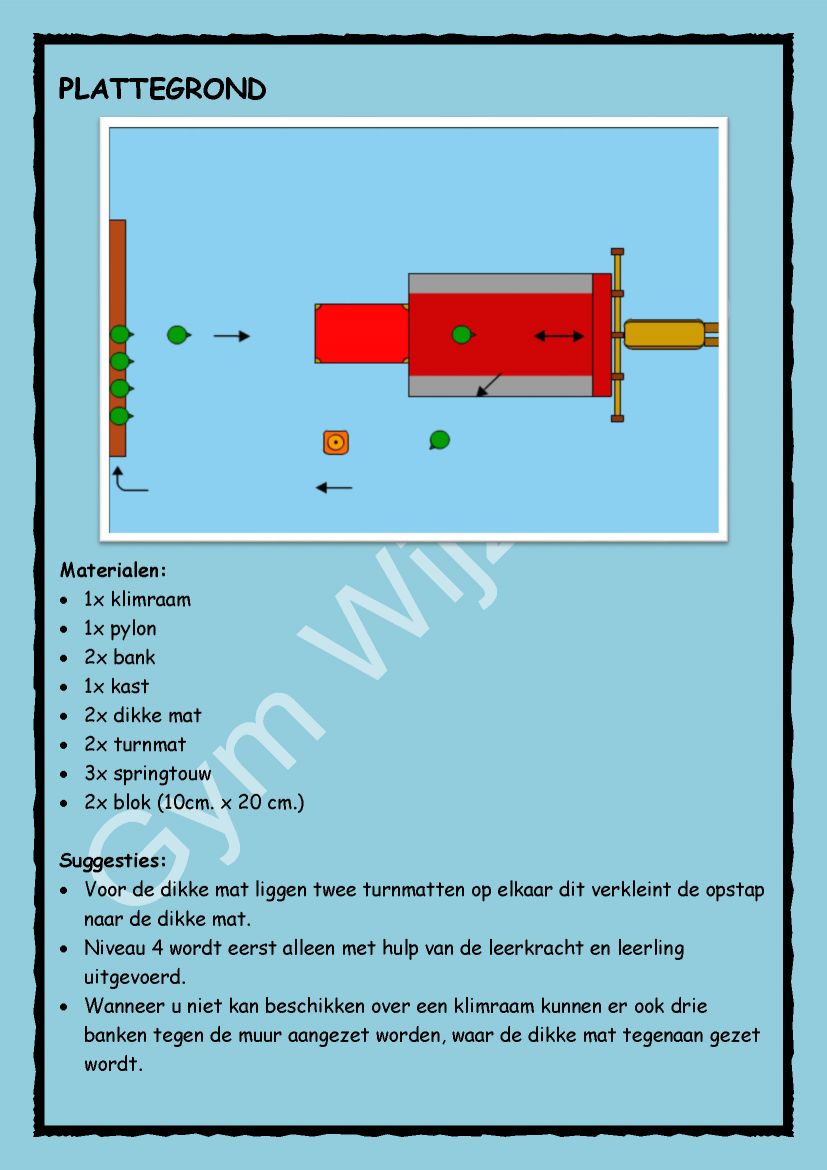 PLATTEGROND
Materialen:
• 1x klimraam
• 1x pylon
• 2x bank
• 1x kast
• 2x dikke mat
• 2x turnmat
• 3x springtouw
• 2x blok (10cm. x 20 cm.)
Suggesties:
• Voor de dikke mat liggen twee turnmatten op elkaar dit verkleint de opstap
naar de dikke mat.
• Niveau 4 wordt eerst alleen met hulp van de leerkracht en leerling
uitgevoerd.
• Wanneer u niet kan beschikken over een klimraam kunnen er ook drie
banken tegen de muur aangezet worden, waar de dikke mat tegenaan gezet
wordt.
Gym